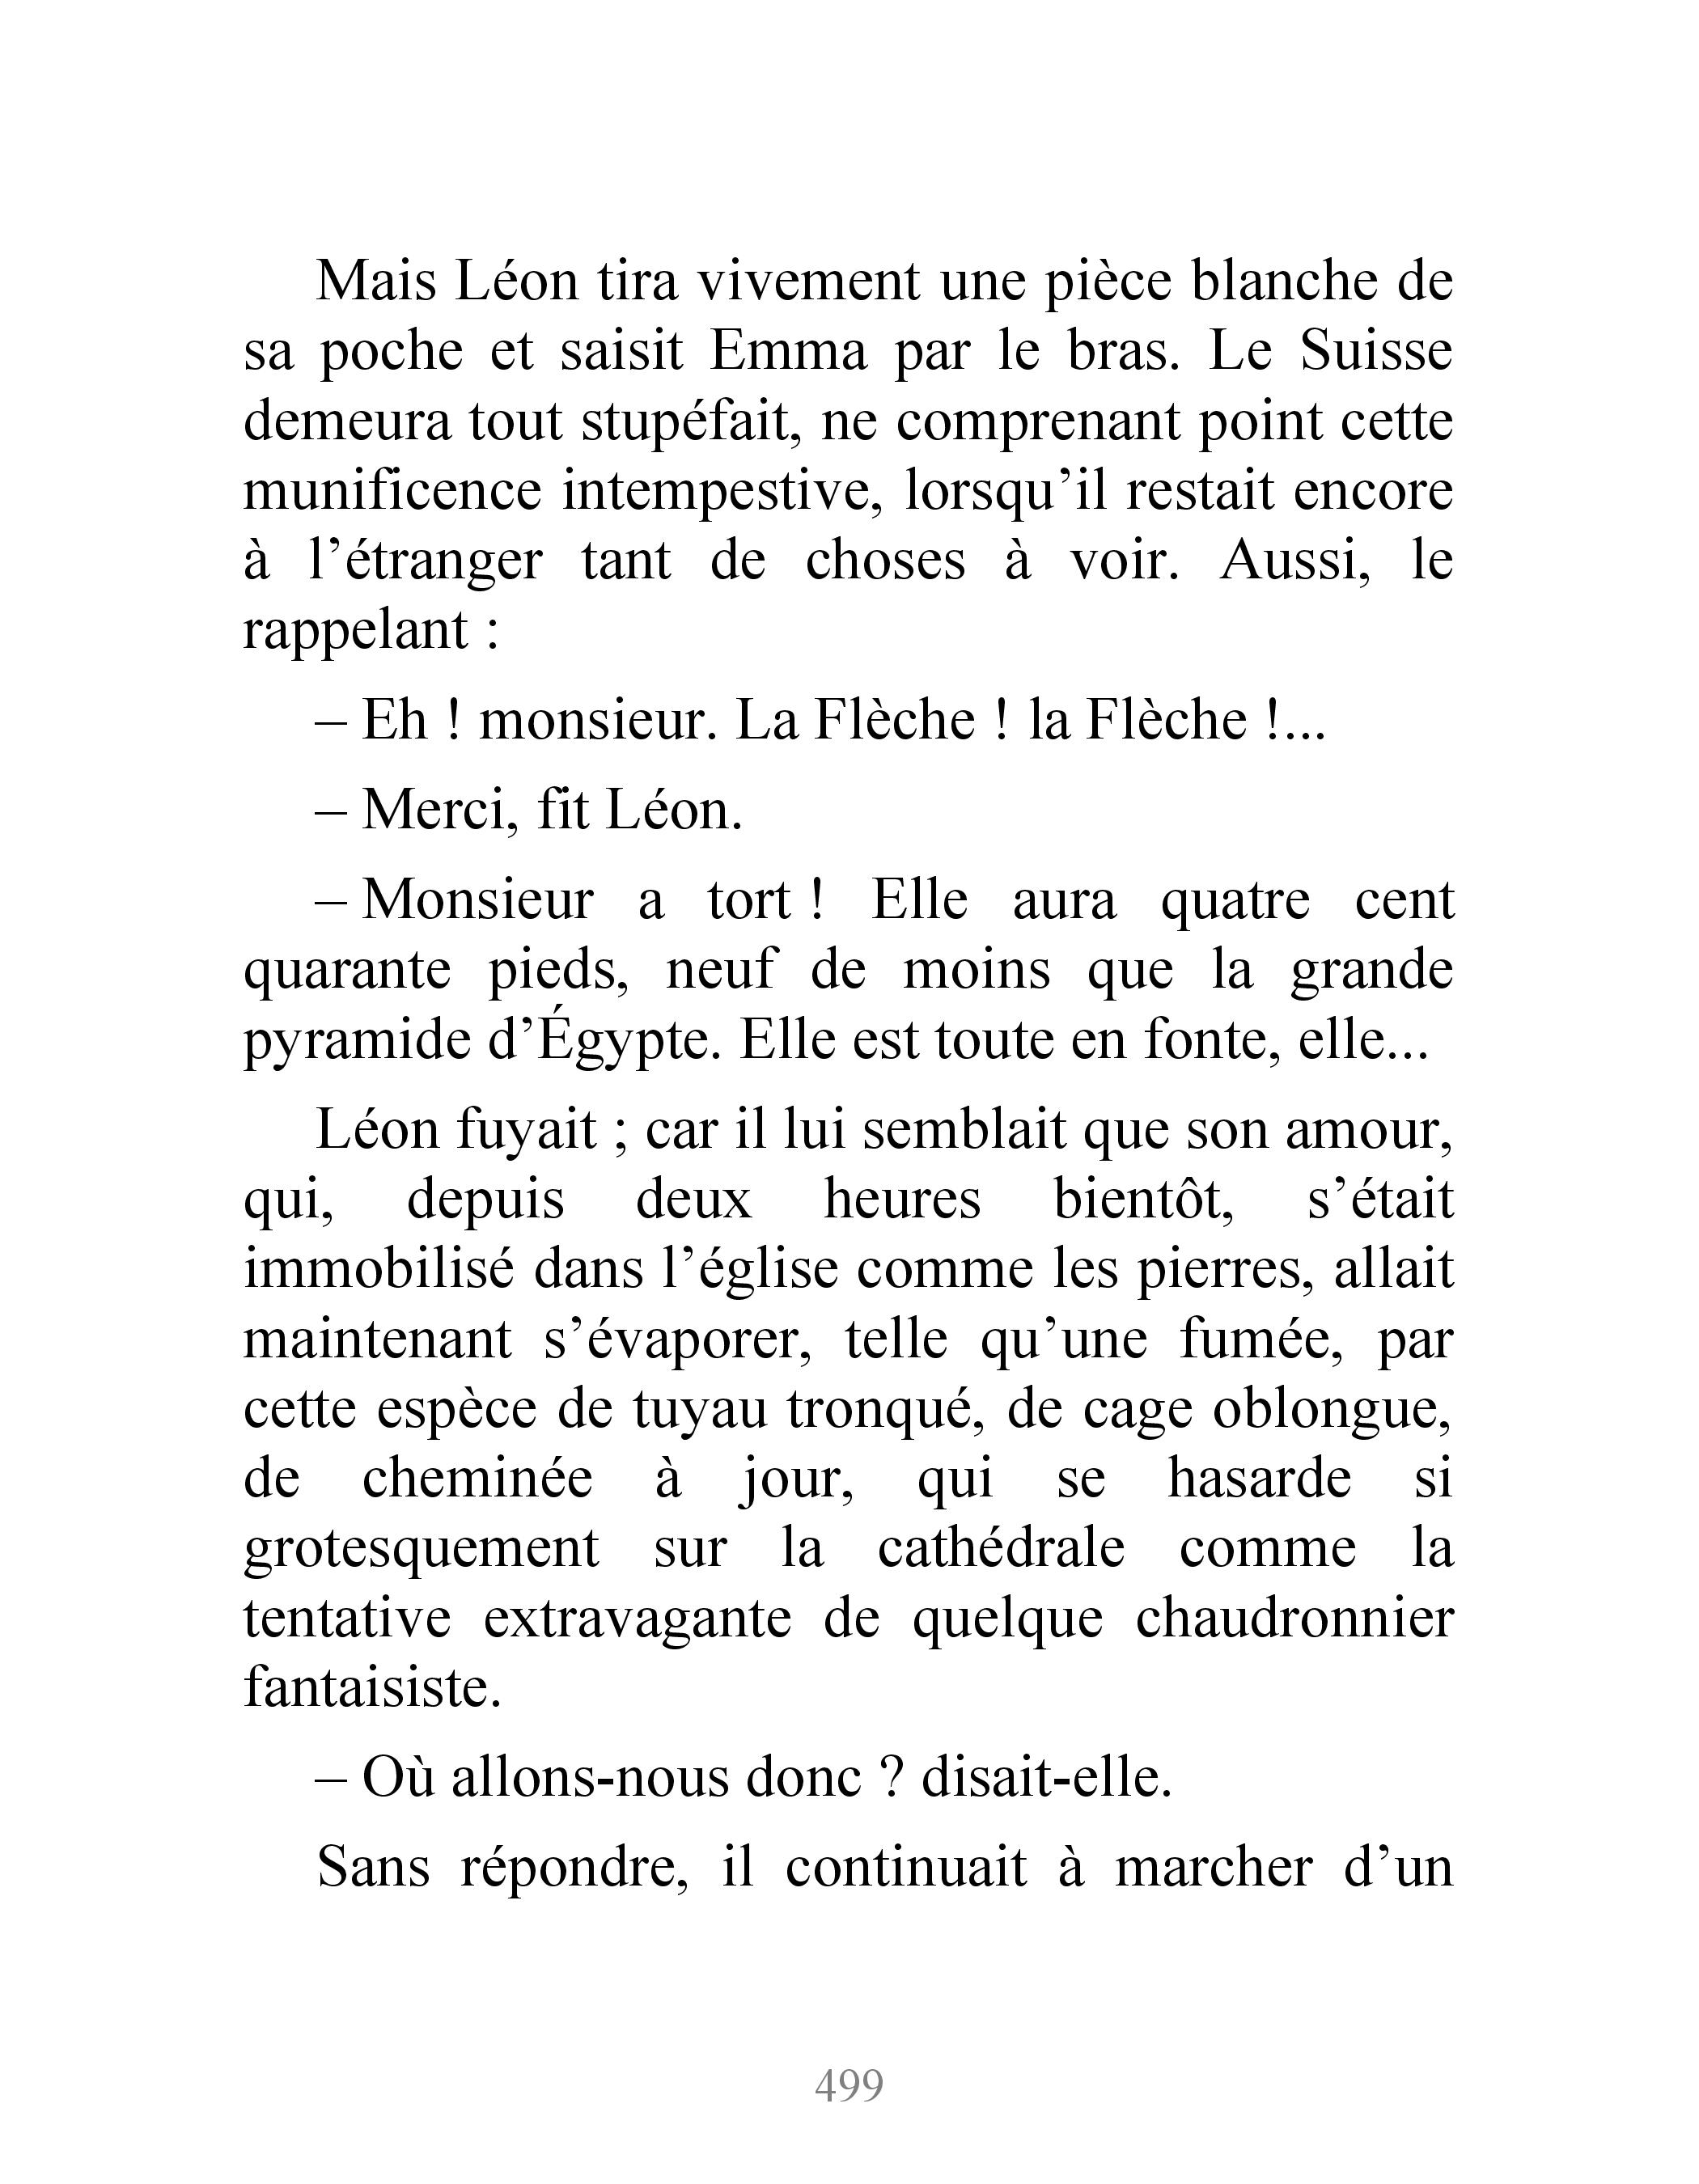 Mais Léon tira vivement une pièce blanche de
sa poche et saisit Emma par le bras. Le Suisse
demeura tout stupéfait, ne comprenant point cette
munificence intempestive, lorsqu’il restait encore
à l’étranger tant de choses à voir. Aussi, le
rappelant :
– Eh ! monsieur. La Flèche ! la Flèche !...
– Merci, fit Léon.
– Monsieur a tort ! Elle aura quatre cent
quarante pieds, neuf de moins que la grande
pyramide d’Égypte. Elle est toute en fonte, elle...
Léon fuyait ; car il lui semblait que son amour,
qui, depuis deux heures bientôt, s’était
immobilisé dans l’église comme les pierres, allait
maintenant s’évaporer, telle qu’une fumée, par
cette espèce de tuyau tronqué, de cage oblongue,
de cheminée à jour, qui se hasarde si
grotesquement sur la cathédrale comme la
tentative extravagante de quelque chaudronnier
fantaisiste.
– Où allons-nous donc ? disait-elle.
Sans répondre, il continuait à marcher d’un
499